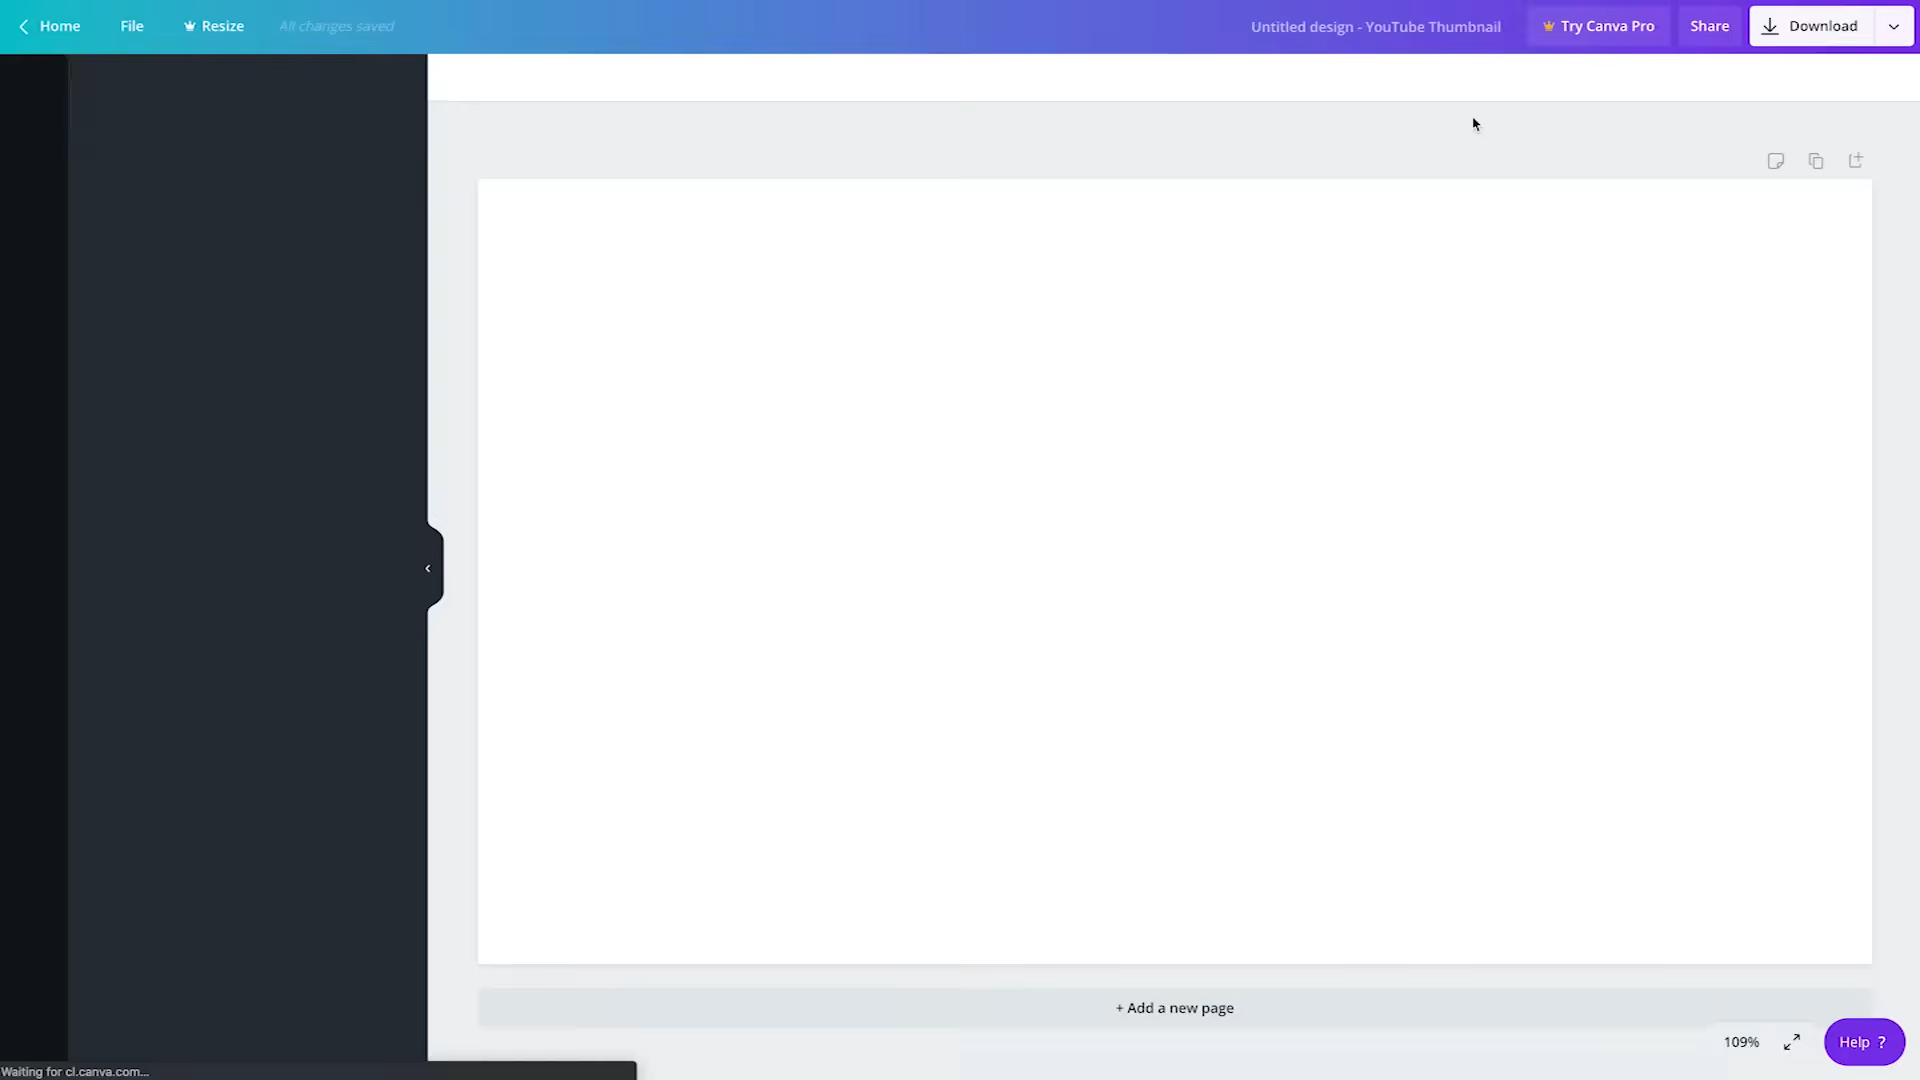 Home File Resize All changes saved Untitled design - YouTube Thumbnail Try Canva Pro Share Download
+ Add a new page
109% Help ?
Waiting for cl.canva.com...